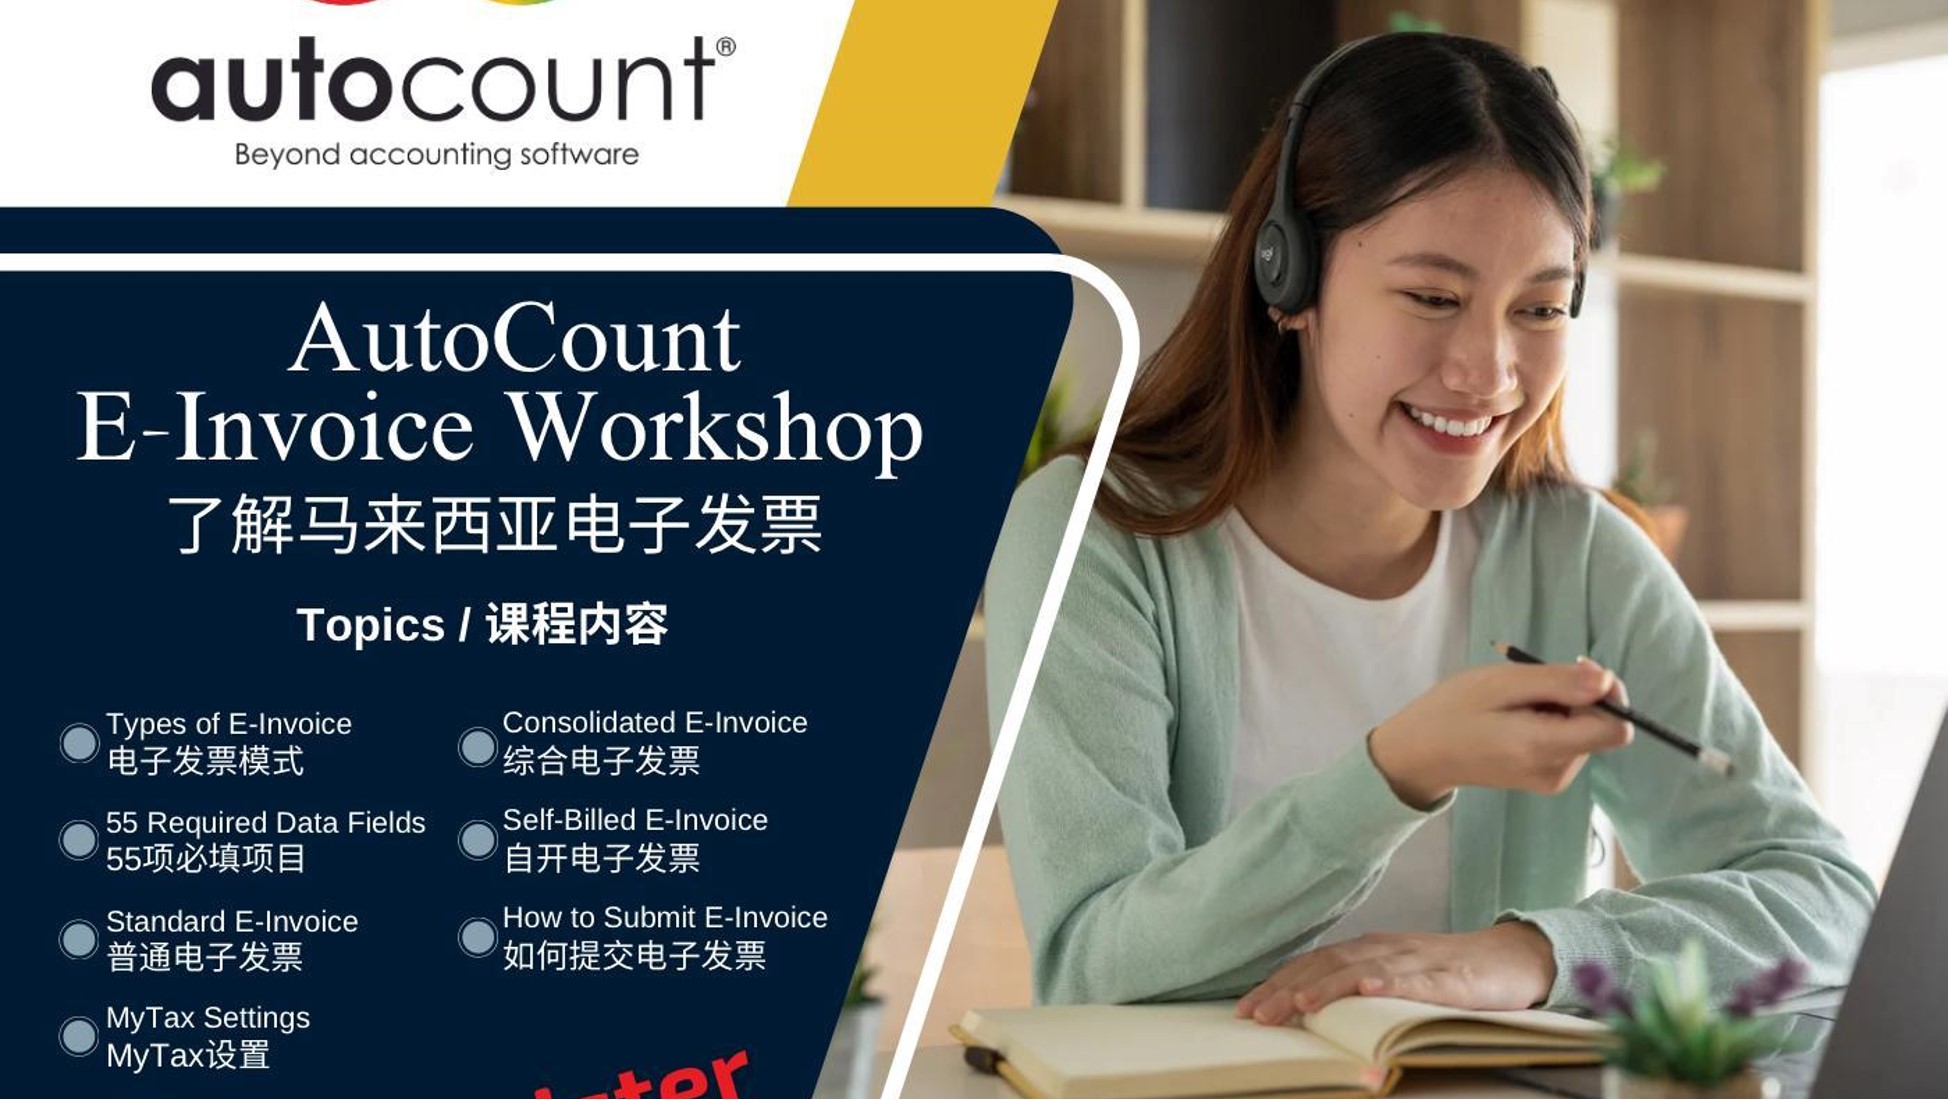 autocount®
Beyond accounting software
AutoCount
E-Invoice Workshop
了解马来西亚电子发票
Topics / 课程内容
Types of E-Invoice
电子发票模式
55 Required Data Fields
55项必填项目
Standard E-Invoice
普通电子发票
MyTax Settings
MyTax设置
Consolidated E-Invoice
综合电子发票
Self-Billed E-Invoice
自开电子发票
How to Submit E-Invoice
如何提交电子发票